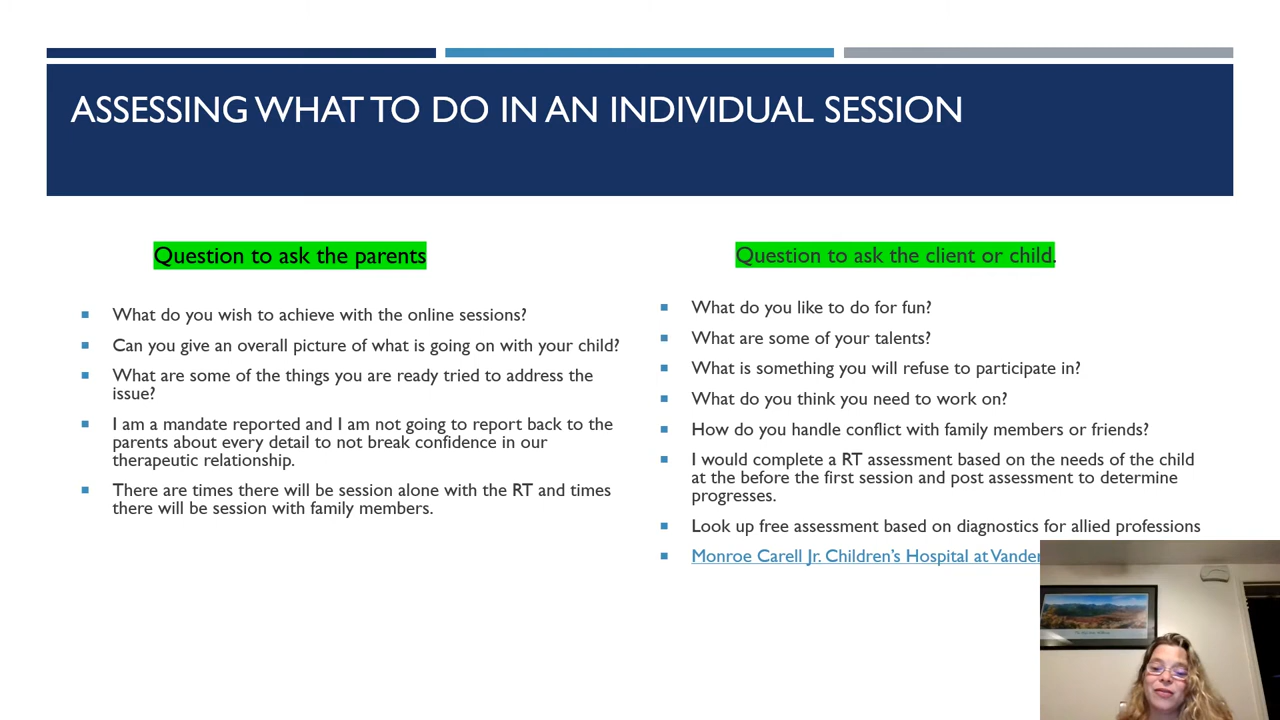 ASSESSING WHAT TO DO IN AN INDIVIDUAL SESSION
Question to ask the parents
What do you wish to achieve with the online sessions?
Can you give an overall picture of what is going on with your child?
What are some of the things you are ready tried to address the
issue?
I am a mandate reported and I am not going to report back to the
parents about every detail to not break confidence in our
therapeutic relationship.
There are times there will be session alone with the RT and times
there will be session with family members.
Question to ask the client or child.
What do you like to do for fun?
What are some of your talents?
What is something you will refuse to participate in?
What do you think you need to work on?
How do you handle conflict with family members or friends?
I would complete a RT assessment based on the needs of the child
at the before the first session and post assessment to determine
progresses.
Look up free assessment based on diagnostics for allied professions
Monroe Carell Jr. Children's Hospital at Vander